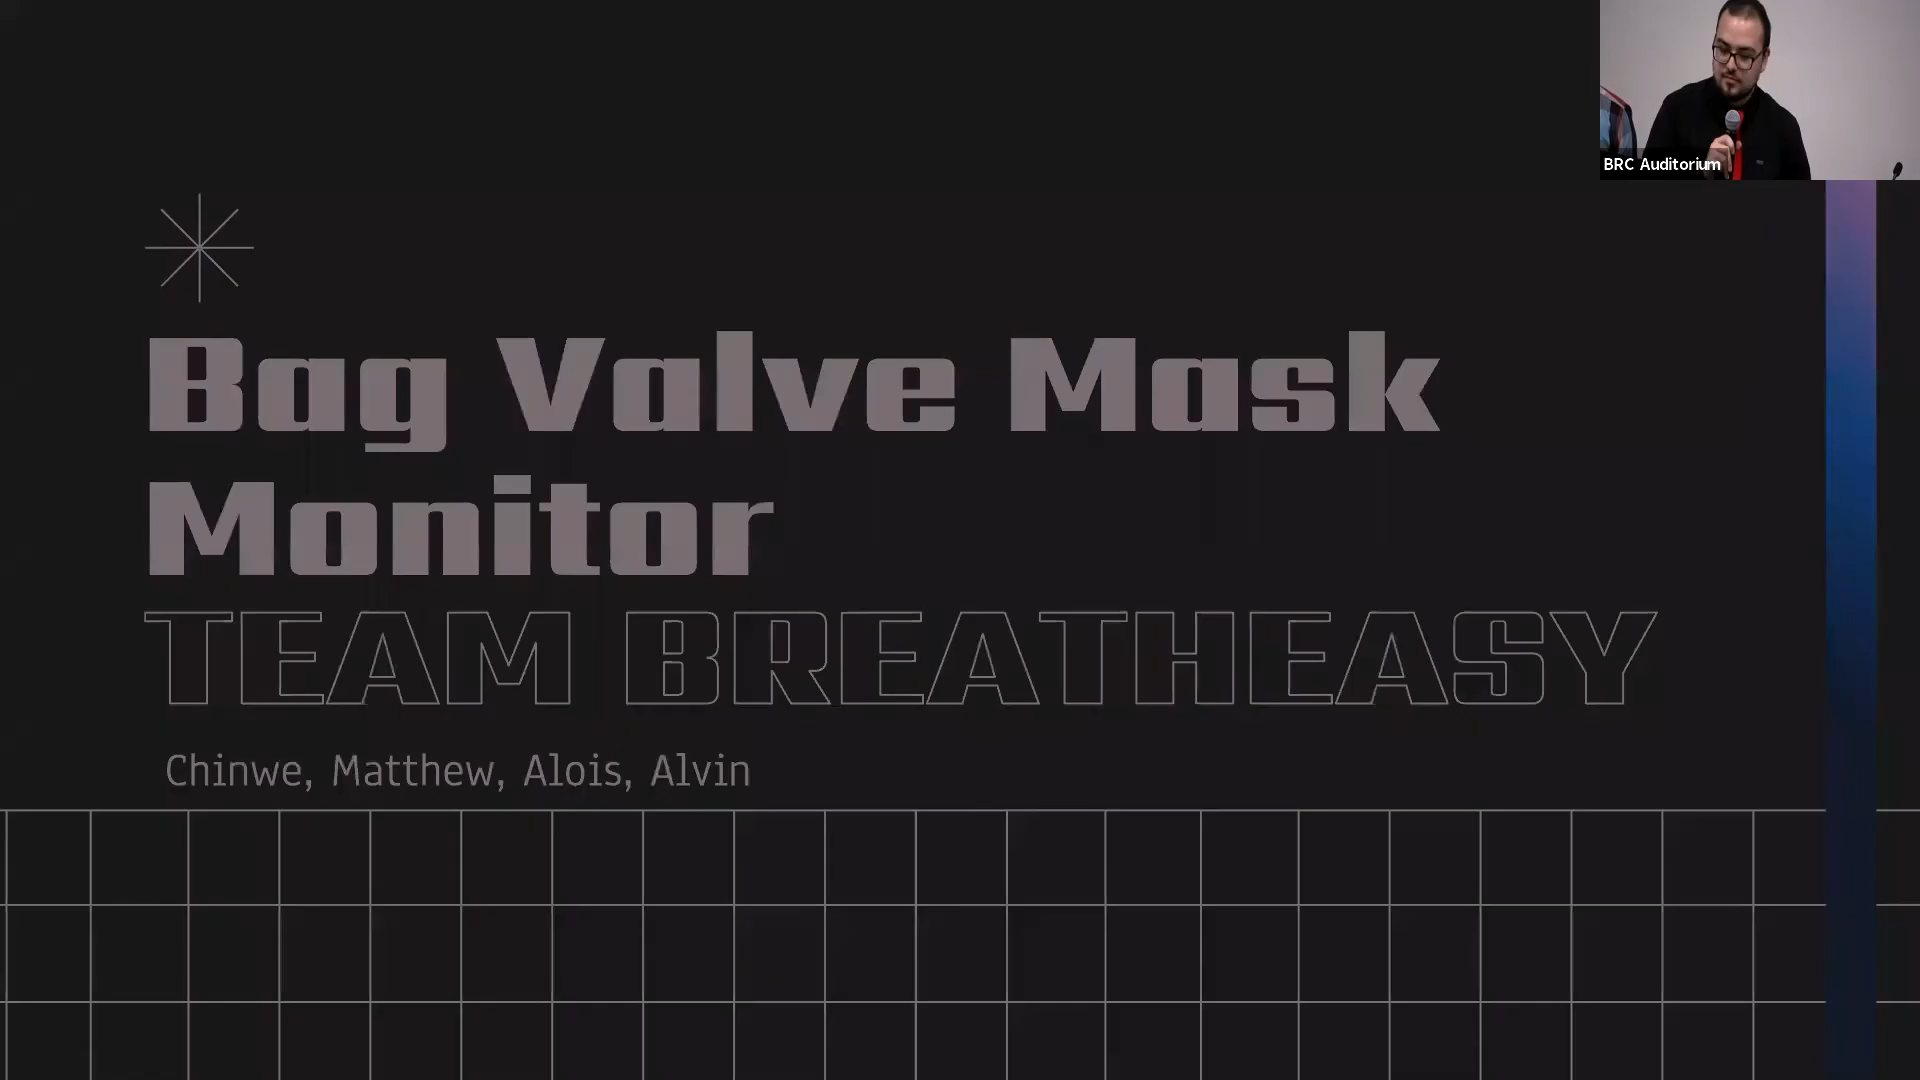 BRC Auditorium
Bag Valve Mask
Monitor
TEAM BREATHEASY
Chinwe, Matthew, Alois, Alvin